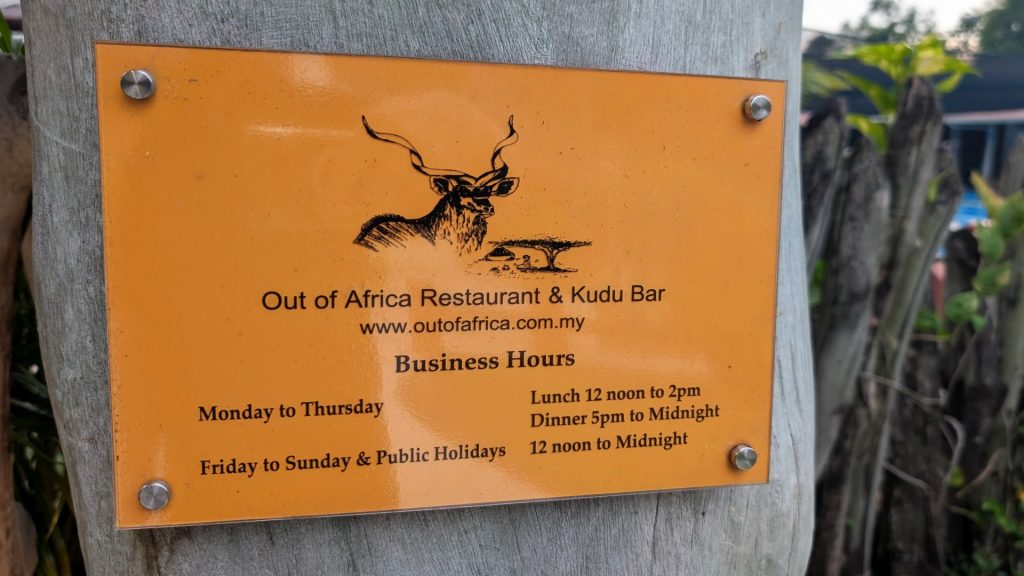 Out of Africa Restaurant & Kudu Bar
www.outofafrica.com.my
Business Hours
Monday to Thursday Lunch 12 noon to 2pm
Dinner 5pm to Midnight
Friday to Sunday & Public Holidays 12 noon to Midnight